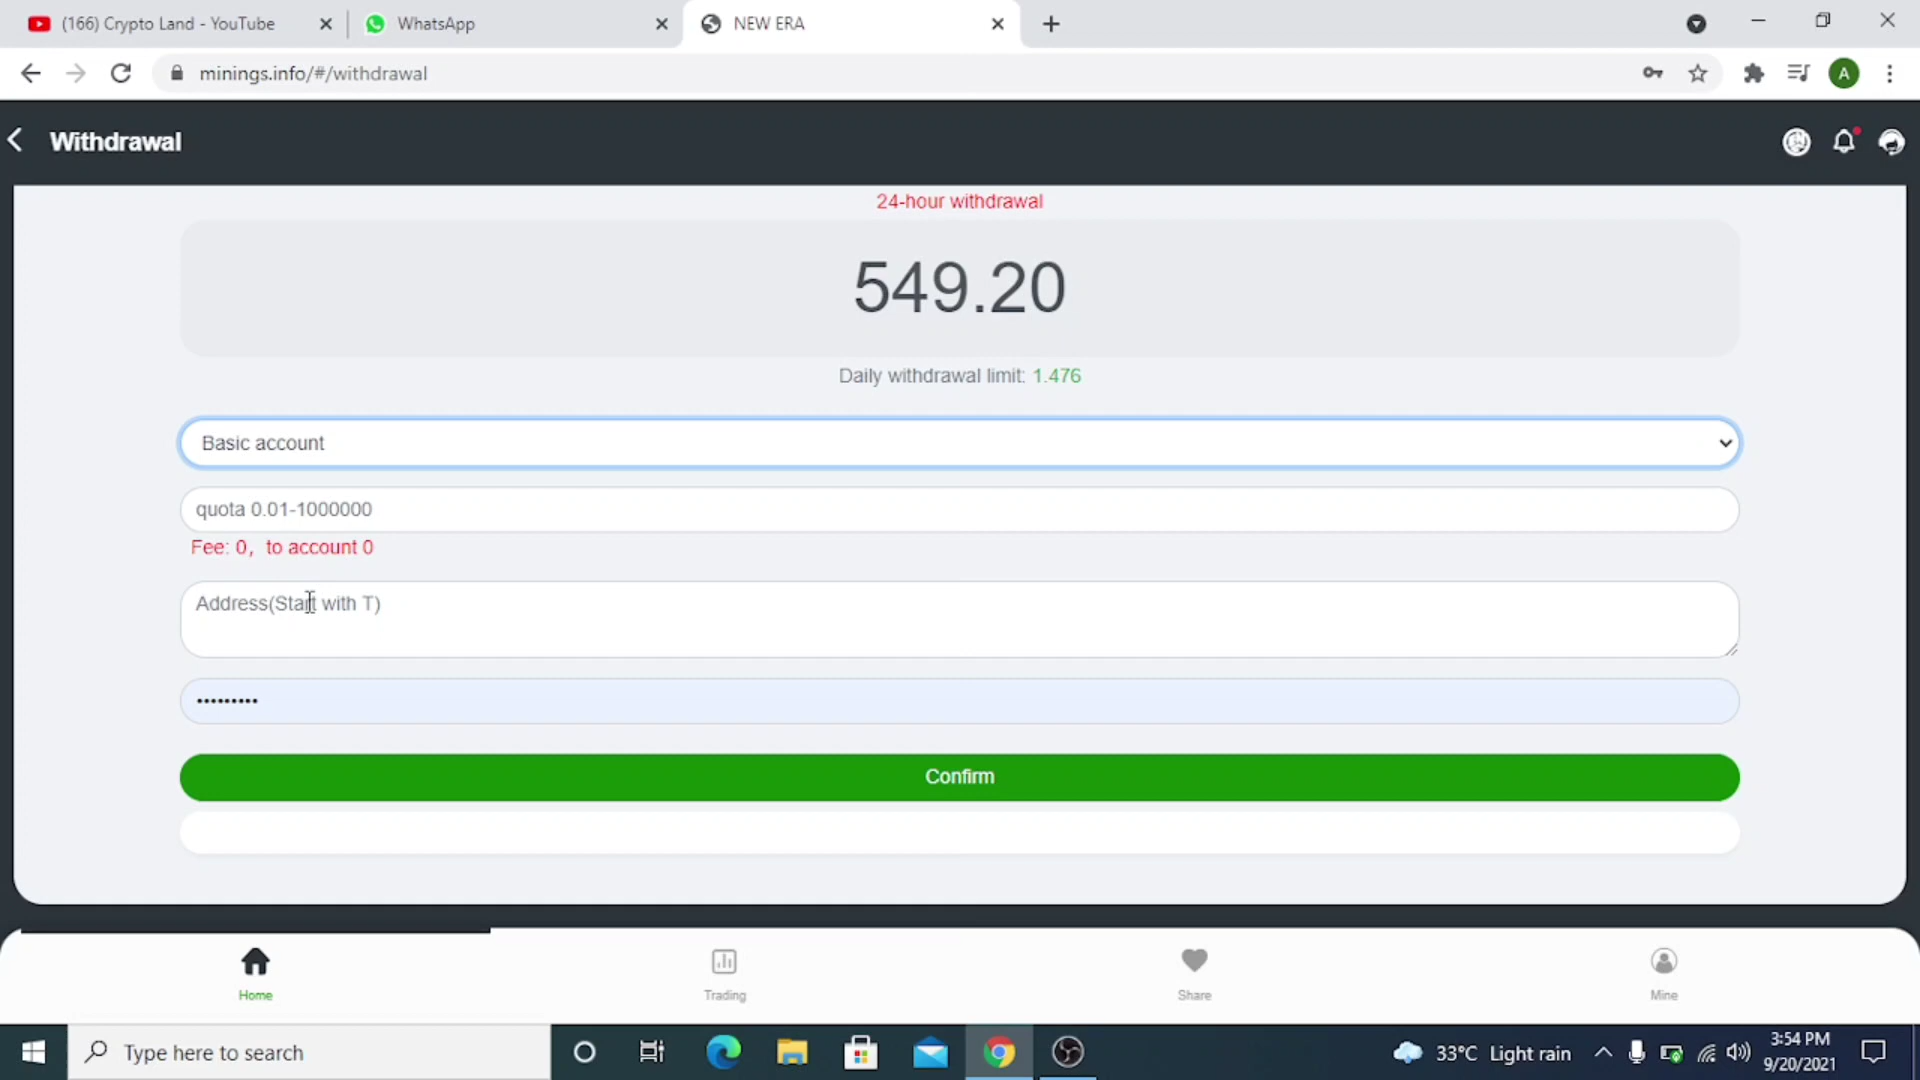 (166) Crypto Land - YouTube
WhatsApp
NEW ERA
minings.info/#/withdrawal
A
Withdrawal
24-hour withdrawal
549.20
Daily withdrawal limit: 1.476
Basic account
quota 0.01-1000000
Fee: 0, to account 0
Address(Start with T)
•••••••••
Confirm
Home
Trading
Share
Mine
Type here to search
33°C Light rain
3:54 PM
9/20/2021